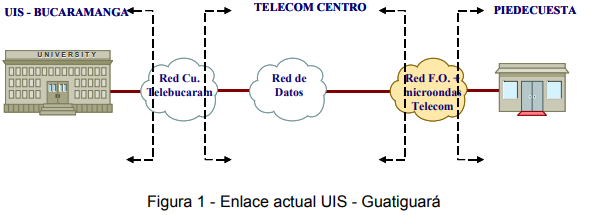 UIS - BUCARAMANGA
TELECOM CENTRO
PIEDECUESTA
UNIVERSITY
Red Cu.
Telebucaram
Red de
Datos
Red F.O. +
microondas
Telecom
Figura 1 - Enlace actual UIS - Guatiguará